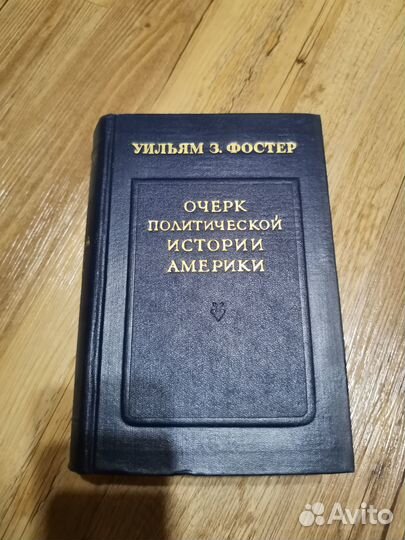 УИЛЬЯМ З. ФОСТЕР
ОЧЕРК
ПОЛИТИЧЕСКОЙ
ИСТОРИИ
АМЕРИКИ
Avito